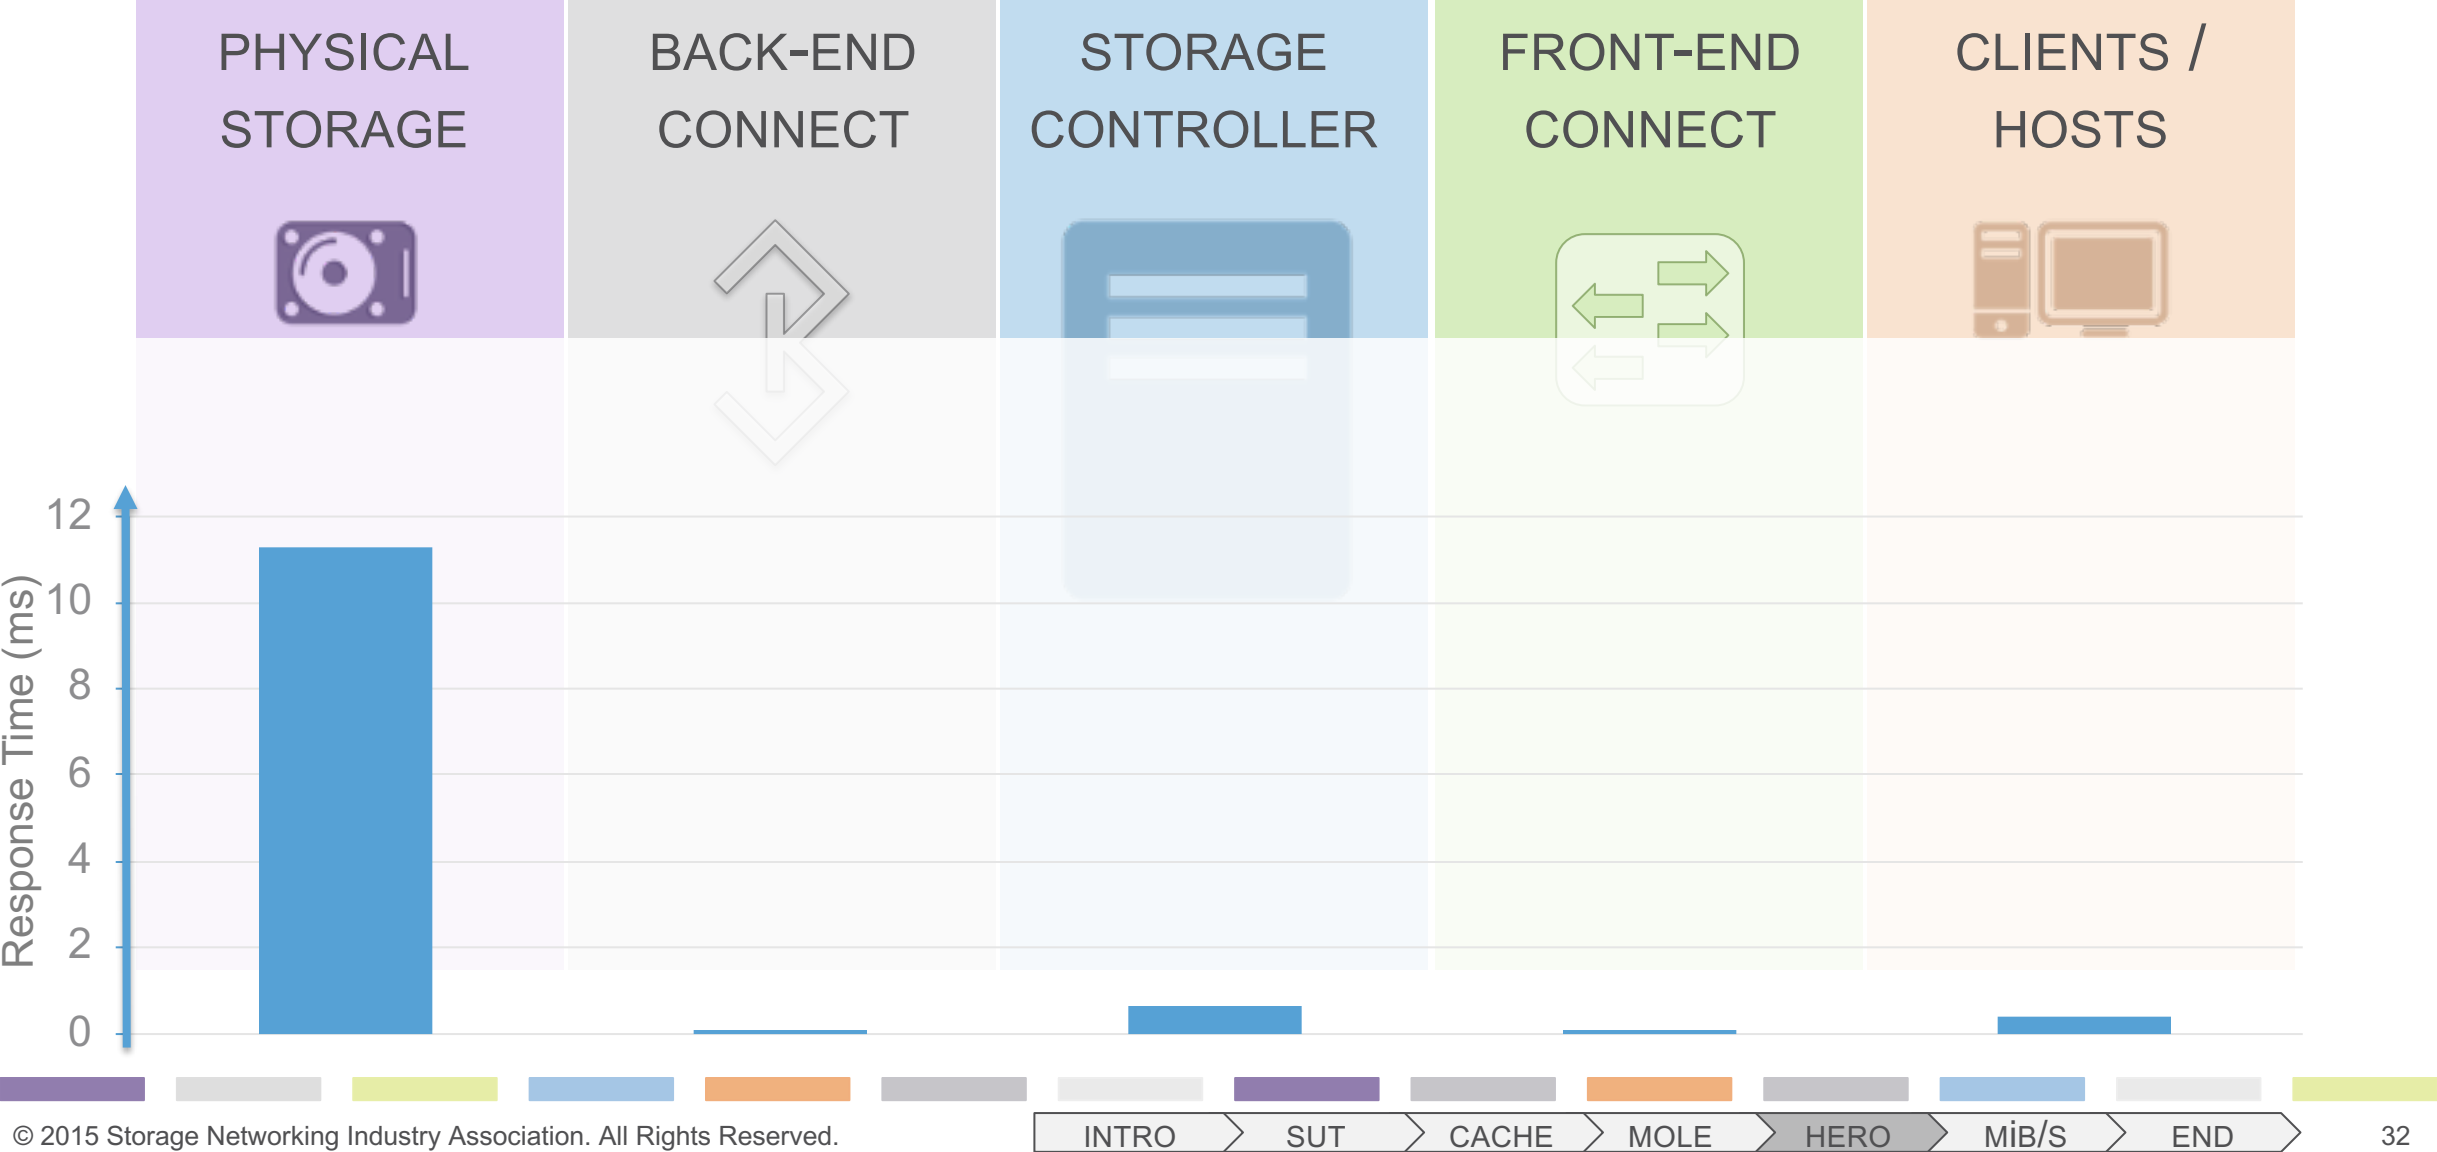 PHYSICAL
STORAGE
BACK-END
CONNECT
STORAGE
CONTROLLER
FRONT-END
CONNECT
CLIENTS /
HOSTS
Response Time (ms)
12
10
8
6
4
2
0
© 2015 Storage Networking Industry Association. All Rights Reserved.
INTRO
SUT
CACHE
MOLE
HERO
MiB/S
END
32